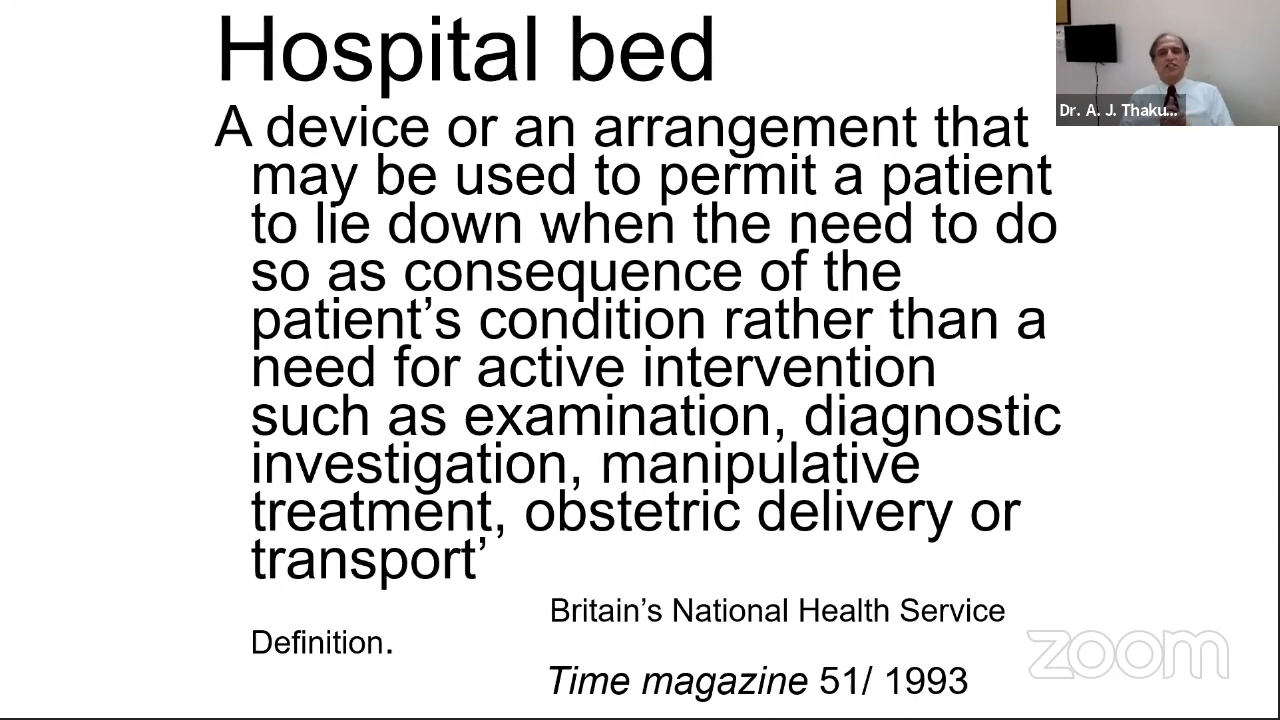 Hospital bed
A device or an arrangement that
may be used to permit a patient
to lie down when the need to do
so as consequence of the
patient’s condition rather than a
need for active intervention
such as examination, diagnostic
investigation, manipulative
treatment, obstetric delivery or
transport’
Britain’s National Health Service
Definition.
Time magazine 51/ 1993
Dr. A. J. Thaku...
zoom